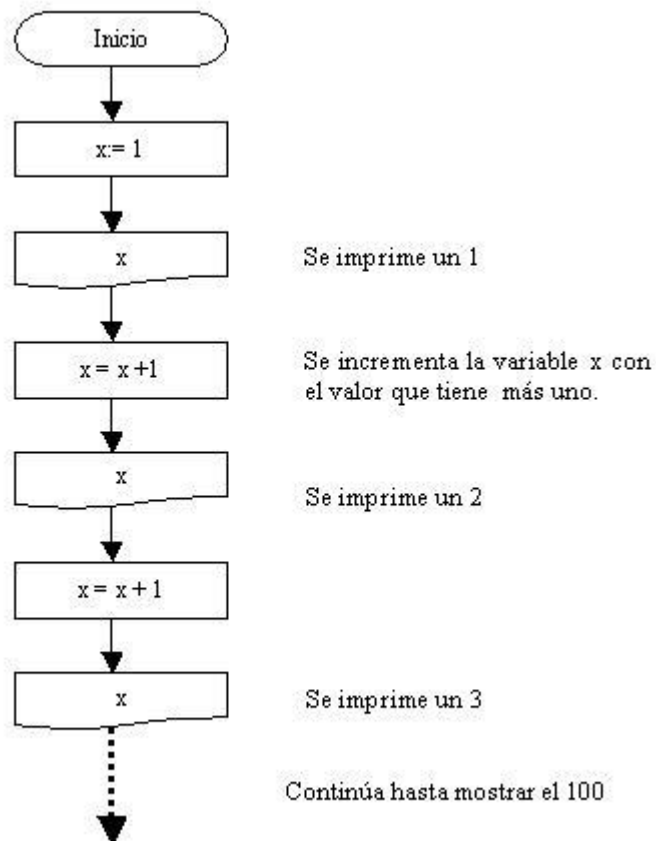 Inicio
x:= 1
x
Se imprime un 1
x = x +1
Se incrementa la variable x con
el valor que tiene más uno.
x
Se imprime un 2
x = x + 1
x
Se imprime un 3
Continúa hasta mostrar el 100